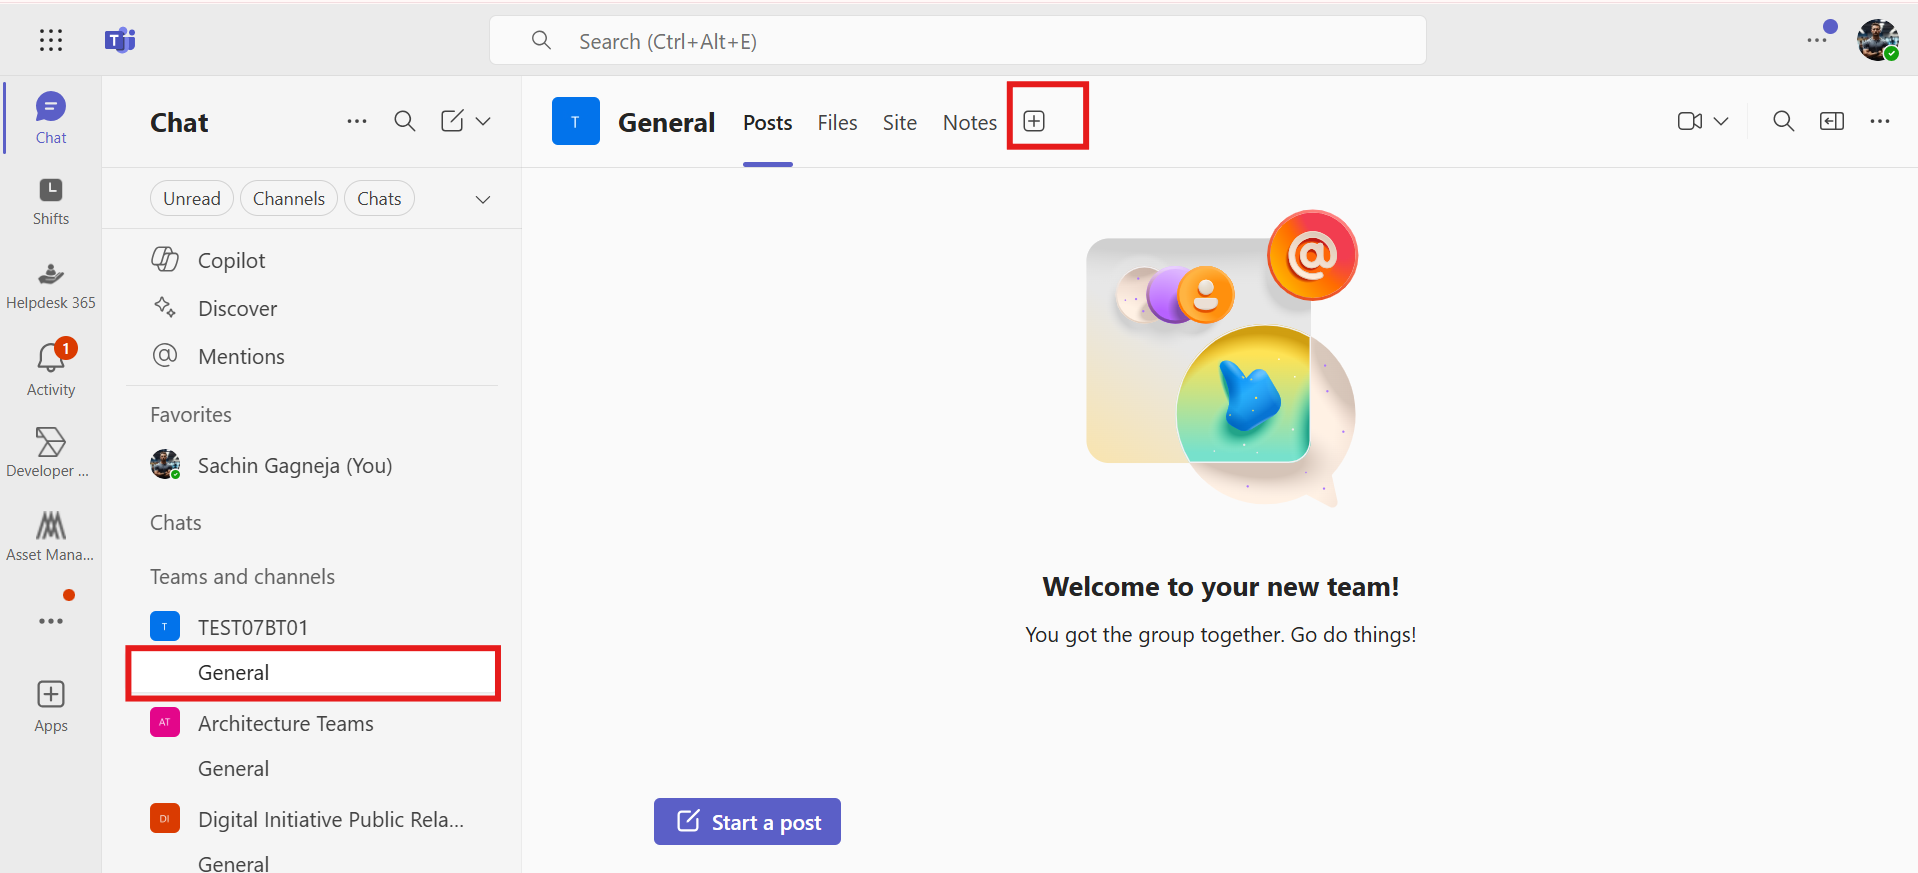 Search (Ctrl+Alt+E)
Chat
Shifts
Helpdesk 365
1
Activity
Developer ...
Asset Mana...
Apps
Chat
Unread
Channels
Chats
Copilot
Discover
Mentions
Favorites
Sachin Gagneja (You)
Chats
Teams and channels
T
TEST07BT01
General
AT
Architecture Teams
General
DI
Digital Initiative Public Rela...
General
T
General
Posts
Files
Site
Notes
@
Welcome to your new team!
You got the group together. Go do things!
Start a post